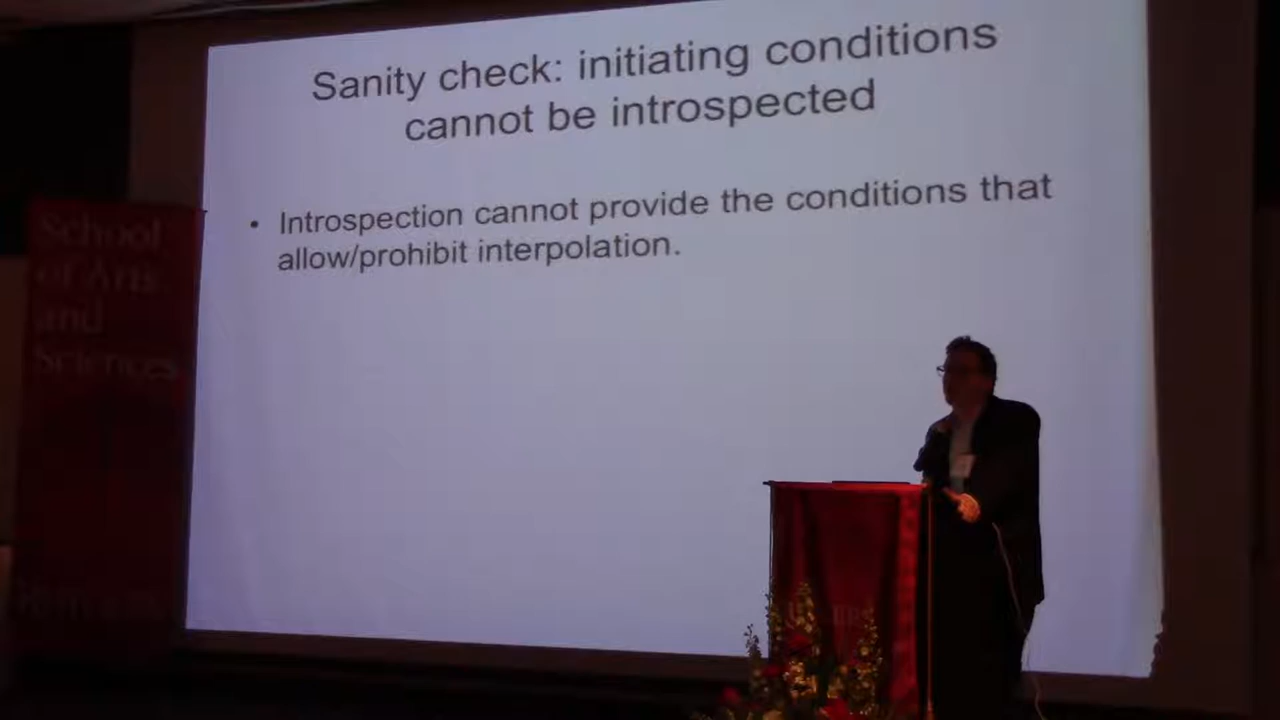 Sanity check: initiating conditions
cannot be introspected
• Introspection cannot provide the conditions that
allow/prohibit interpolation.
School
of Arts
and
Sciences